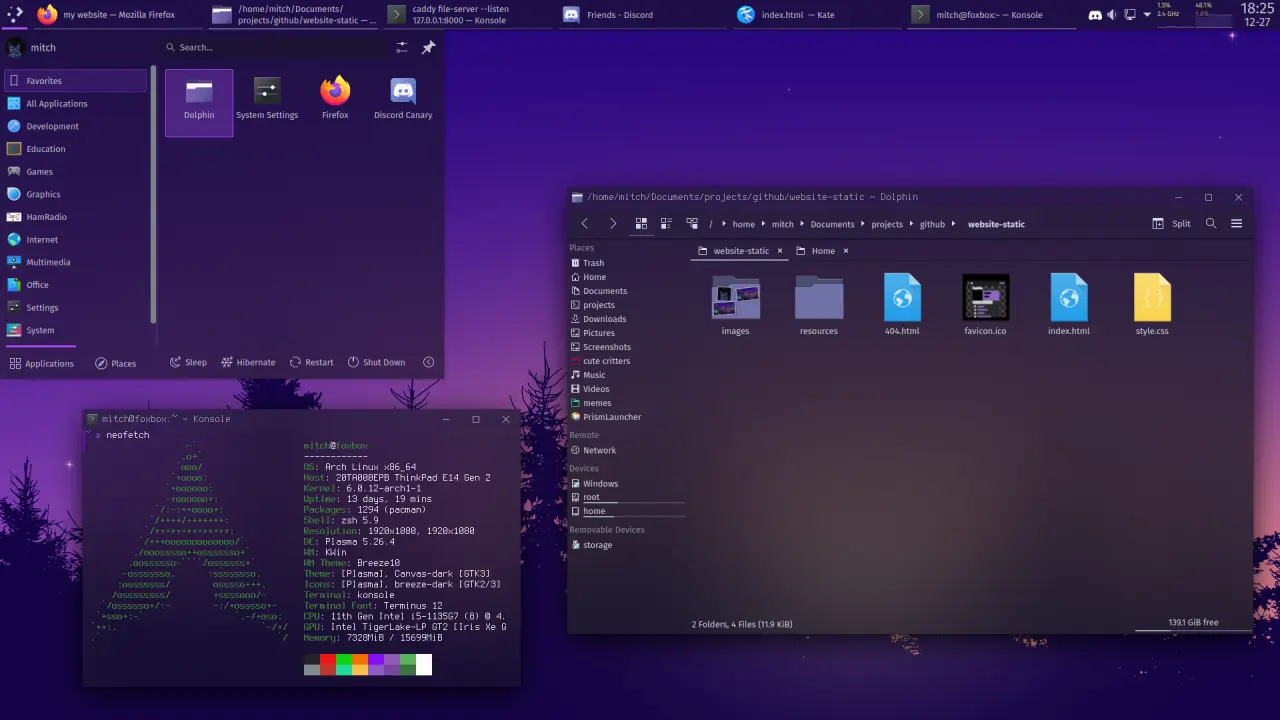 my website — Mozilla Firefox
/home/mitch/Documents/
projects/github/website-static — ...
caddy file-server --listen
127.0.0.1:8000 — Konsole
Friends - Discord
index.html — Kate
mitch@foxbox:~ — Konsole
1.5%
2.4 GHz
48.1%
1.8%
18:25
12-27
mitch
Search...
Favorites
All Applications
Development
Education
Games
Graphics
HamRadio
Internet
Multimedia
Office
Settings
System
Dolphin
System Settings
Firefox
Discord Canary
Applications
Places
Sleep
Hibernate
Restart
Shut Down
mitch@foxbox:~ — Konsole
~ » neofetch
mitch@foxbox
------------
OS: Arch Linux x86_64
Host: 20TA000EPB ThinkPad E14 Gen 2
Kernel: 6.0.12-arch1-1
Uptime: 13 days, 19 mins
Packages: 1294 (pacman)
Shell: zsh 5.9
Resolution: 1920x1080, 1920x1080
DE: Plasma 5.26.4
WM: KWin
WM Theme: Breeze10
Theme: [Plasma], Canvas-dark [GTK3]
Icons: [Plasma], breeze-dark [GTK2/3]
Terminal: konsole
Terminal Font: Terminus 12
CPU: 11th Gen Intel i5-1135G7 (8) @ 4.
GPU: Intel TigerLake-LP GT2 [Iris Xe G
Memory: 7328MiB / 15699MiB
/home/mitch/Documents/projects/github/website-static — Dolphin
/ home mitch Documents projects github website-static
Split
Places
Trash
Home
Documents
projects
Downloads
Pictures
Screenshots
cute critters
Music
Videos
memes
PrismLauncher
Remote
Network
Devices
Windows
root
home
Removable Devices
storage
website-static
Home
images
resources
404.html
favicon.ico
index.html
style.css
2 Folders, 4 Files (11.9 KiB)
139.1 GiB free